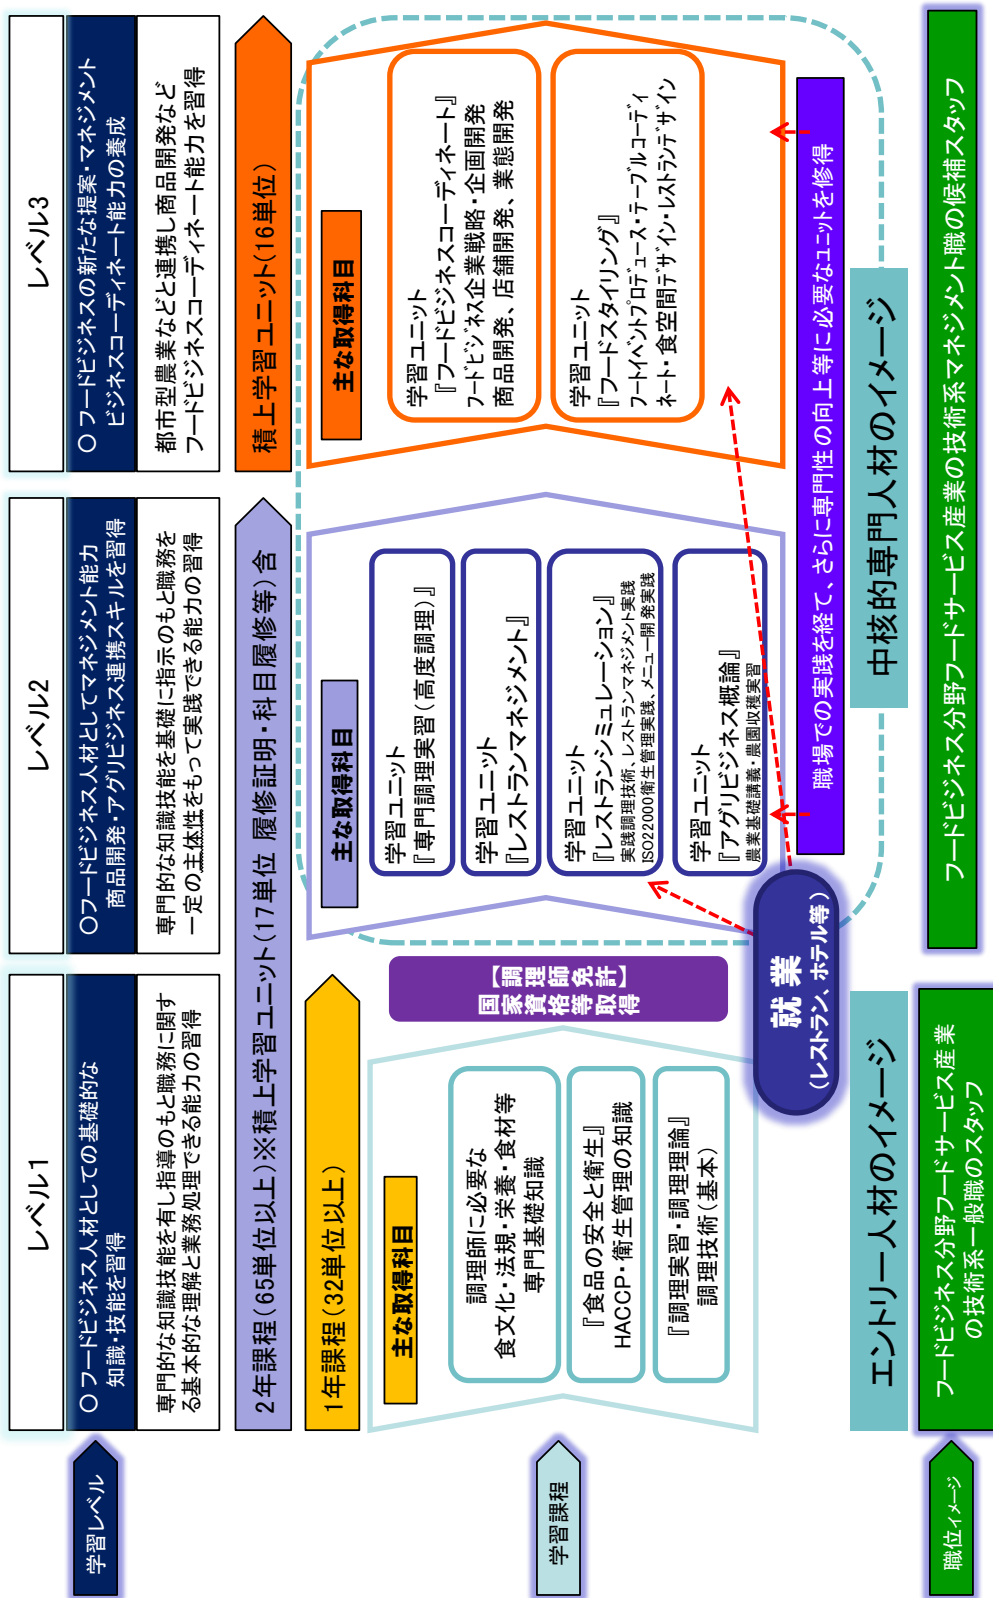 学習レベル
レベル1
レベル2
レベル3
○フードビジネス人材としての基礎的な
知識・技能を習得
○フードビジネス人材としてマネジメント能力
商品開発・アグリビジネス連携スキルを習得
○ フードビジネスの新たな提案・マネジメント
ビジネスコーディネート能力の養成
専門的な知識技能を有し指導のもと職務に関す
る基本的な理解と業務処理できる能力の習得
専門的な知識技能を基礎に指示のもと職務を
一定の主体性をもって実践できる能力の習得
都市型農業などと連携し商品開発など
フードビジネスコーディネート能力を習得
2年課程(65単位以上)※積上学習ユニット(17単位 履修証明・科目履修等)含
積上学習ユニット(16単位)
1年課程(32単位以上)
学習課程
主な取得科目
調理師に必要な
食文化・法規・栄養・食材等
専門基礎知識
『食品の安全と衛生』
HACCP・衛生管理の知識
『調理実習・調理理論』
調理技術(基本)
【調理師免許】
国家資格等取得
主な取得科目
学習ユニット
『専門調理実習(高度調理)』
学習ユニット
『レストランマネジメント』
学習ユニット
『レストランシミュレーション』
実践調理技術、レストランマネジメント実践
ISO22000衛生管理実践、メニュー開発実践
学習ユニット
『アグリビジネス概論』
農業基礎講義・農園収穫実習
主な取得科目
学習ユニット
『フードビジネスコーディネート』
フードビジネス企業戦略・企画開発
商品開発、店舗開発、業態開発
学習ユニット
『フードスタイリング』
フートイベントプロデュース・テーブルコーディ
ネート・食空間デザイン・レストランデザイン
就業
(レストラン、ホテル等)
職場での実践を経て、さらに専門性の向上等に必要なユニットを修得
エントリー人材のイメージ
中核的専門人材のイメージ
職位イメージ
フードビジネス分野フードサービス産業
の技術系一般職のスタッフ
フードビジネス分野フードサービス産業の技術系マネジメント職の候補スタッフ